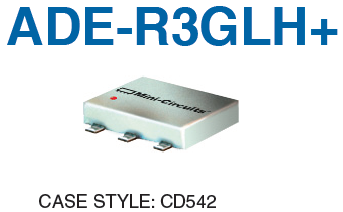 ADE-R3GLH+
Mini-Circuits
CASE STYLE: CD542